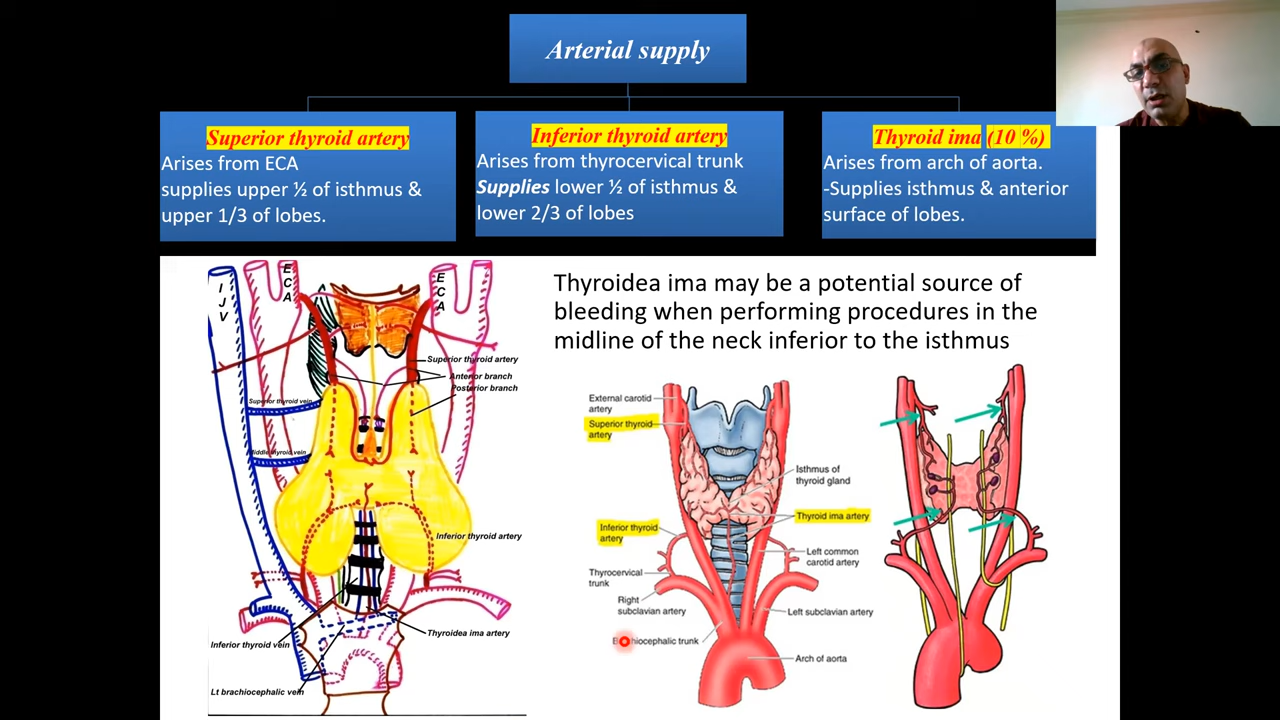 Arterial supply
Superior thyroid artery
Arises from ECA
supplies upper ½ of isthmus &
upper 1/3 of lobes.
Inferior thyroid artery
Arises from thyrocervical trunk
Supplies lower ½ of isthmus &
lower 2/3 of lobes
Thyroid ima (10 %)
Arises from arch of aorta.
-Supplies isthmus & anterior
surface of lobes.
Thyroidea ima may be a potential source of
bleeding when performing procedures in the
midline of the neck inferior to the isthmus
IJV
ECA
ECA
Superior thyroid artery
Anterior branch
Posterior branch
Superior thyroid vein
Middle thyroid vein
Inferior thyroid artery
Thyroidea ima artery
Inferior thyroid vein
Lt brachiocephalic vein
External carotid
artery
Superior thyroid
artery
Isthmus of
thyroid gland
Thyroid ima artery
Inferior thyroid
artery
Left common
carotid artery
Thyrocervical
trunk
Right
subclavian artery
Left subclavian artery
Brachiocephalic trunk
Arch of aorta